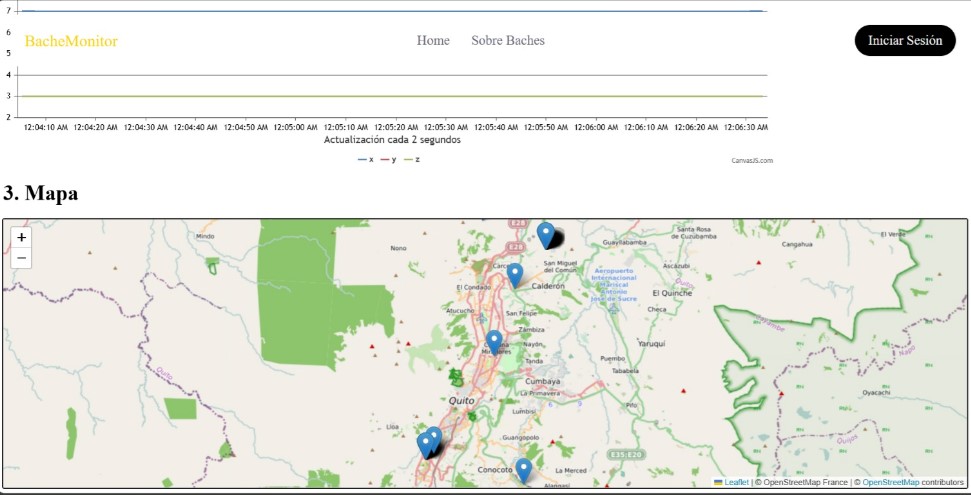 7
6
5
4
3
2
BacheMonitor
Home
Sobre Baches
Iniciar Sesión
12:04:10 AM 12:04:20 AM 12:04:30 AM 12:04:40 AM 12:04:50 AM 12:05:00 AM 12:05:10 AM 12:05:20 AM 12:05:30 AM 12:05:40 AM 12:05:50 AM 12:06:00 AM 12:06:10 AM 12:06:20 AM 12:06:30 AM
Actualización cada 2 segundos
x y z
CanvasJS.com
3. Mapa
+
−
Mindo
Nono
E28
E28
Guayllabamba
Santa Rosa
de Cuzubamba
Cangahua
El Verde
San Miguel
del Común
Ascázubi
Aeropuerto
Internacional
Mariscal
Antonio
José de Sucre
El Condado
Calderón
El Quinche
Checa
Atucucho
San Felipe
Zámbiza
Nayón
Yaruquí
Tanda
Puembo
Tababela
Cumbaya
La Primavera
Quito
Quito
Lumbisí
Pifo
Oyacachi
Cayambe
Napo
Quijos
Lloa
Guangopolo
E35;E20
Conocoto
La Merced
Alangasí
Leaflet | © OpenStreetMap France | © OpenStreetMap contributors